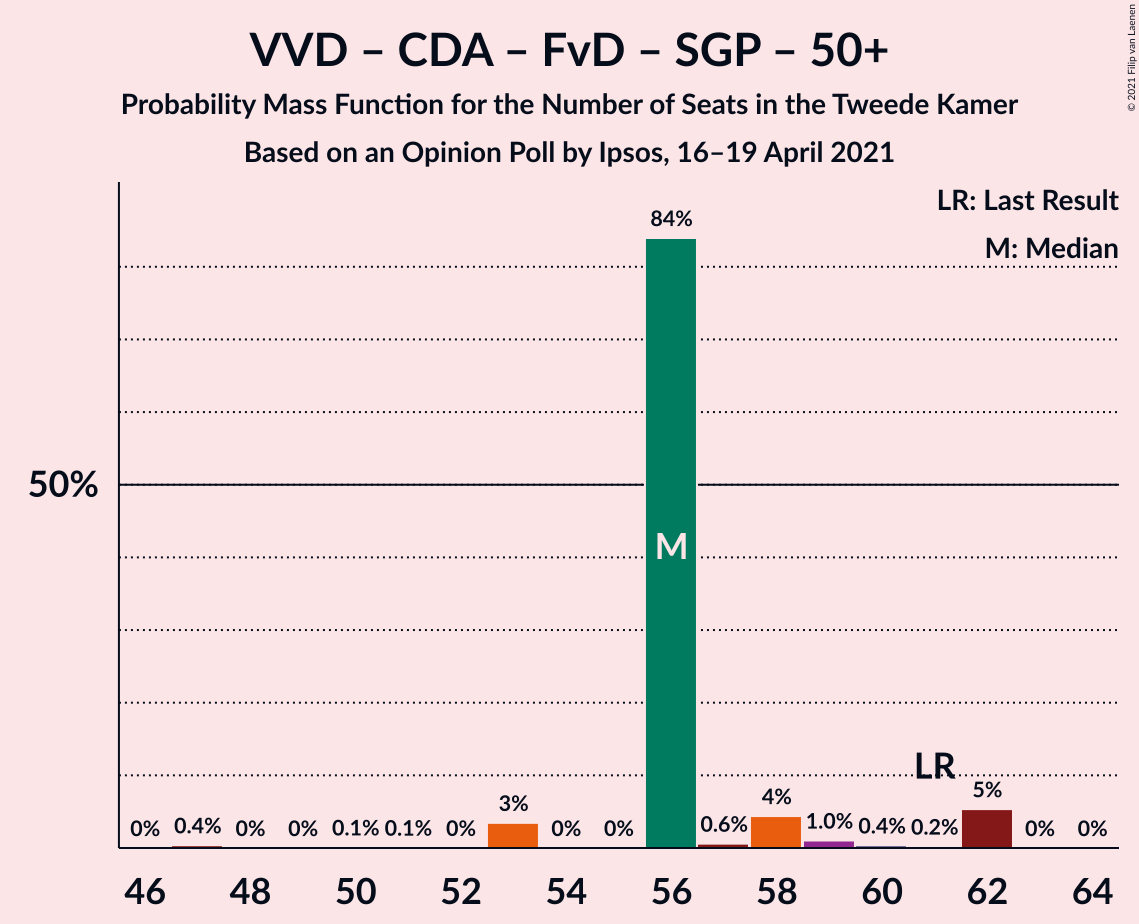 VVD – CDA – FvD – SGP – 50+
Probability Mass Function for the Number of Seats in the Tweede Kamer
Based on an Opinion Poll by Ipsos, 16–19 April 2021
© 2021 Filip van Laenen
LR: Last Result
M: Median
84%
50%
M
LR
0% 0.4% 0% 0% 0.1% 0.1% 0% 3% 0% 0% 0.6% 4% 1.0% 0.4% 0.2% 5% 0% 0%
46 48 50 52 54 56 58 60 62 64